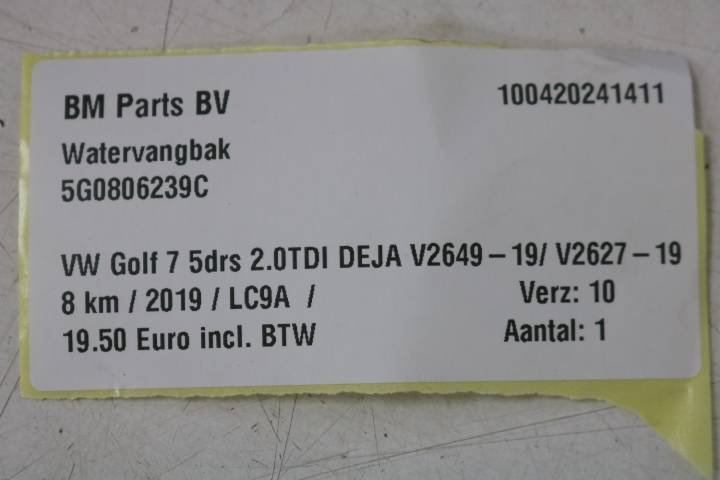 BM Parts BV 100420241411
Watervangbak
5G0806239C
VW Golf 7 5drs 2.0TDI DEJA V2649 – 19/ V2627 – 19
8 km / 2019 / LC9A / Verz: 10
19.50 Euro incl. BTW Aantal: 1